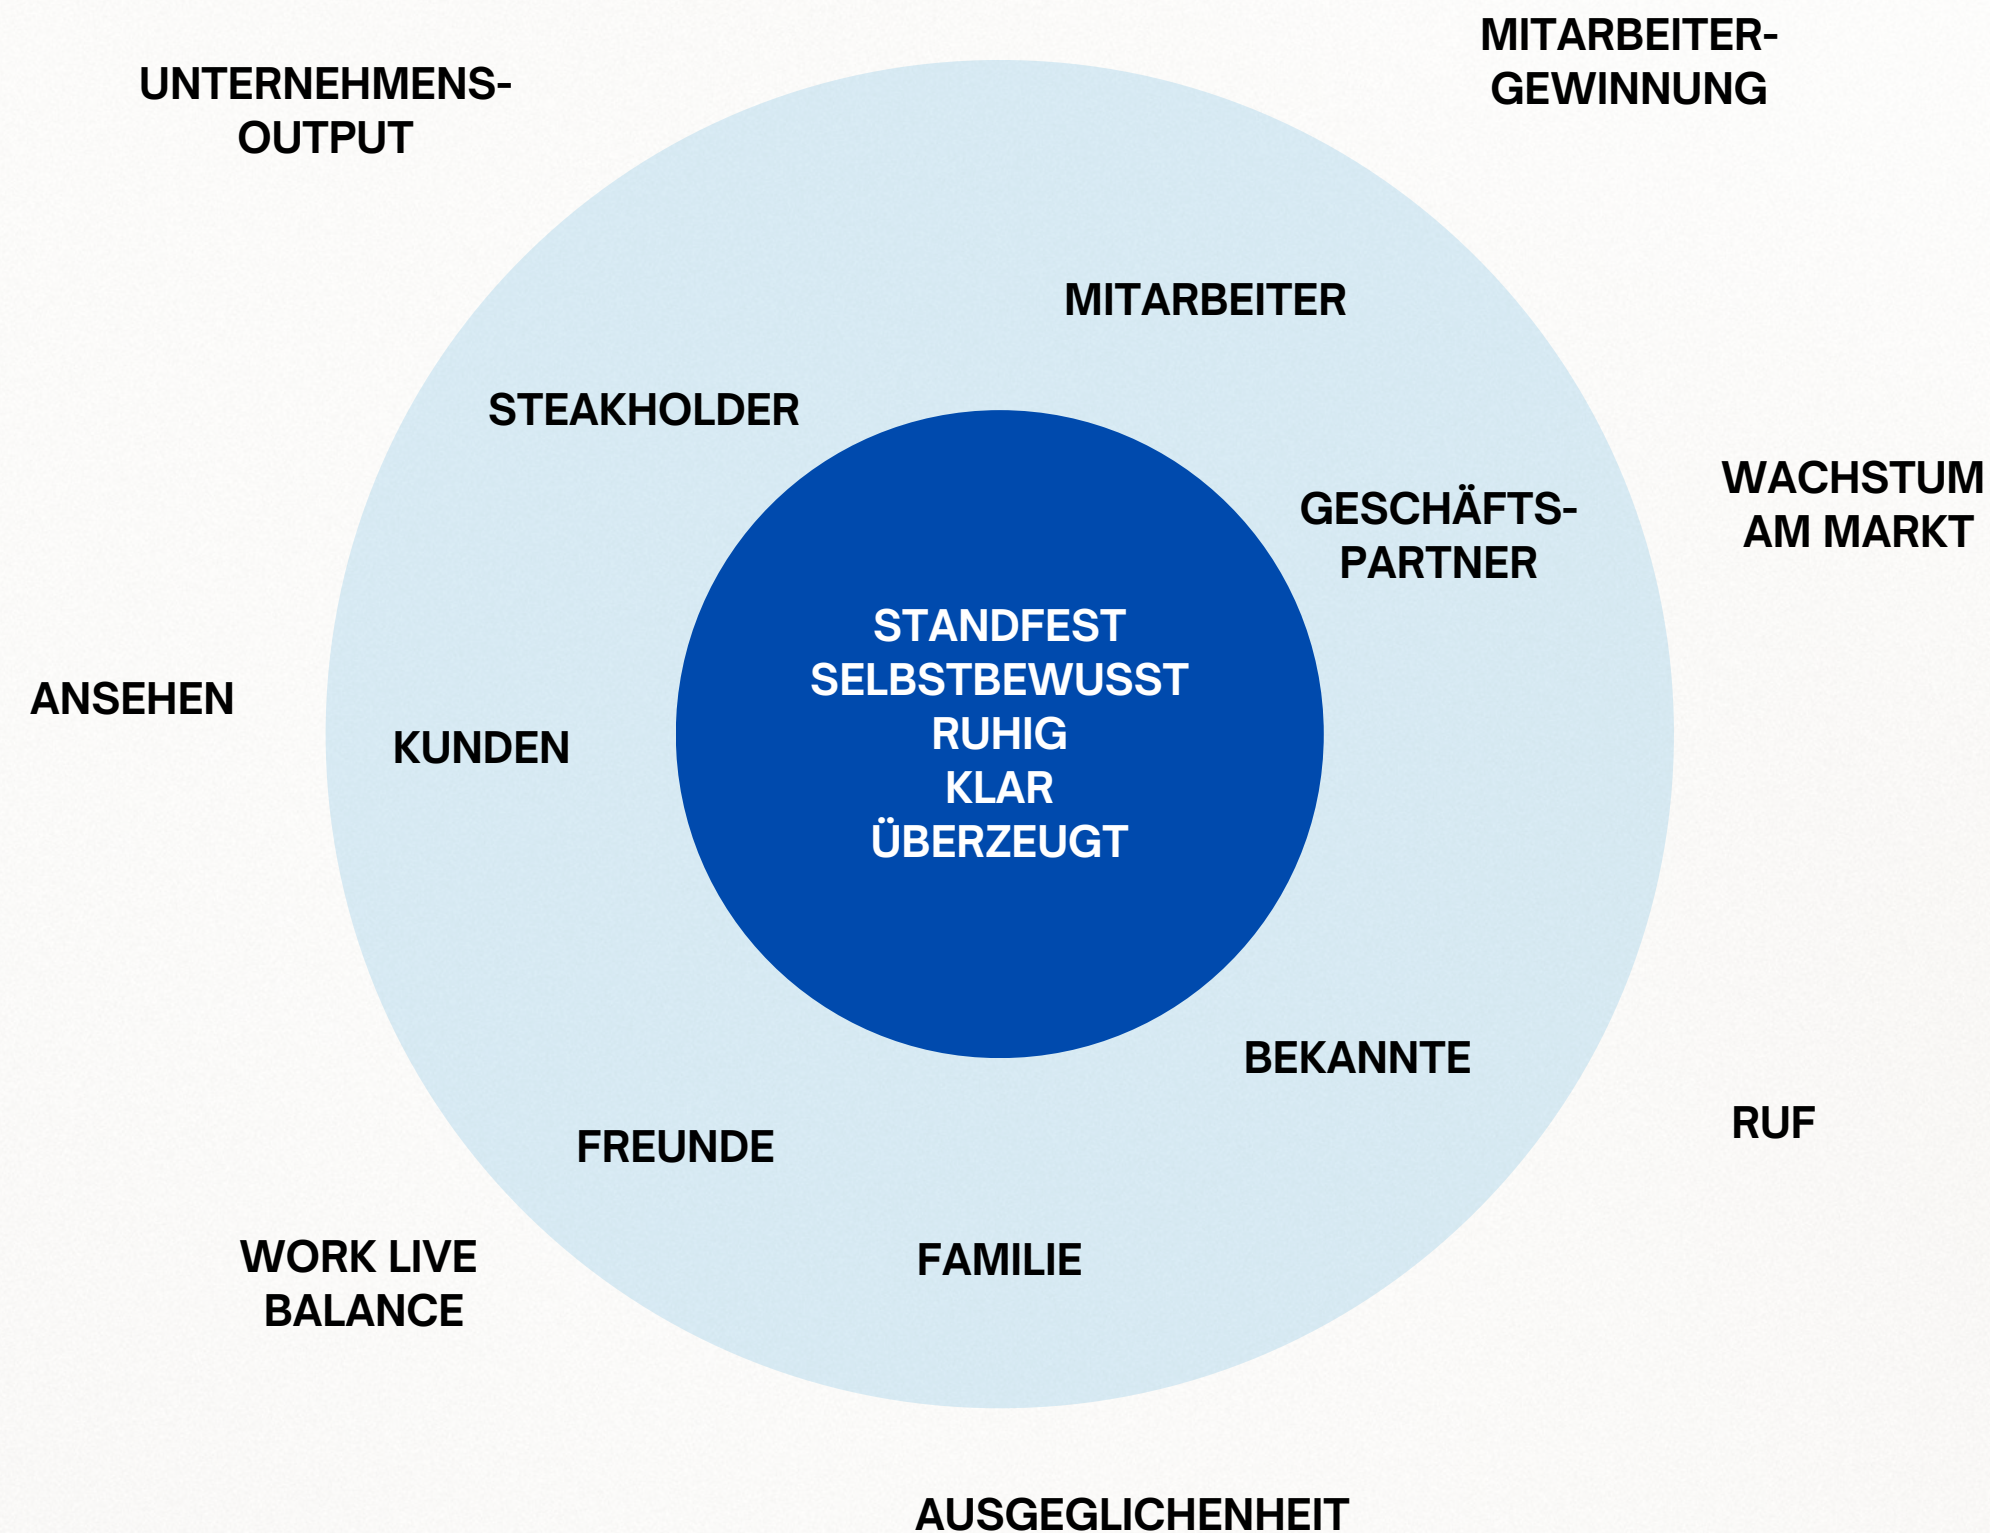 MITARBEITER-
GEWINNUNG
UNTERNEHMENS-
OUTPUT
MITARBEITER
STEAKHOLDER
GESCHÄFTS-
PARTNER
WACHSTUM
AM MARKT
STANDFEST
SELBSTBEWUSST
RUHIG
KLAR
ÜBERZEUGT
ANSEHEN
KUNDEN
BEKANNTE
RUF
FREUNDE
WORK LIVE
BALANCE
FAMILIE
AUSGEGLICHENHEIT